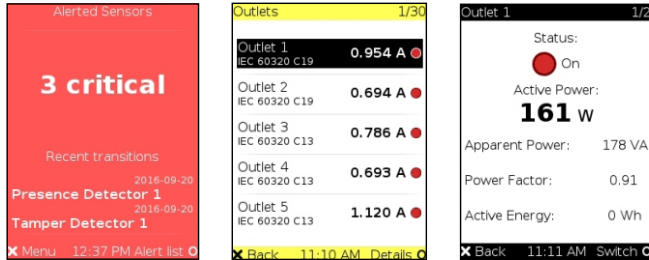 Alerted Sensors
3 critical
Recent transitions
2016-09-20
Presence Detector 1
2016-09-20
Tamper Detector 1
Menu 12:37 PM Alert list
Outlets 1/30
Outlet 1
IEC 60320 C19
0.954 A
Outlet 2
IEC 60320 C19
0.694 A
Outlet 3
IEC 60320 C13
0.786 A
Outlet 4
IEC 60320 C13
0.693 A
Outlet 5
IEC 60320 C13
1.120 A
Back 11:10 AM Details
Outlet 1 1/2
Status:
On
Active Power:
161 W
Apparent Power: 178 VA
Power Factor: 0.91
Active Energy: 0 Wh
Back 11:11 AM Switch